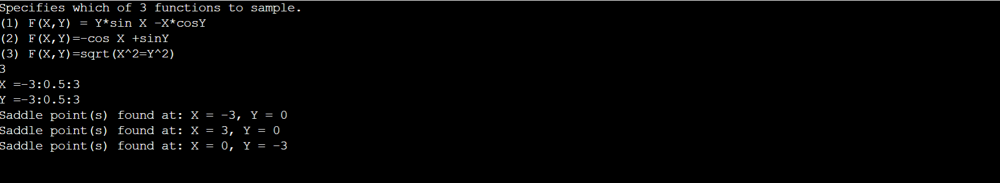 Specifies which of 3 functions to sample.
(1) F(X,Y) = Y*sin X -X*cosY
(2) F(X,Y)=-cos X +sinY
(3) F(X,Y)=sqrt(X^2=Y^2)
3
X =-3:0.5:3
Y =-3:0.5:3
Saddle point(s) found at: X = -3, Y = 0
Saddle point(s) found at: X = 3, Y = 0
Saddle point(s) found at: X = 0, Y = -3